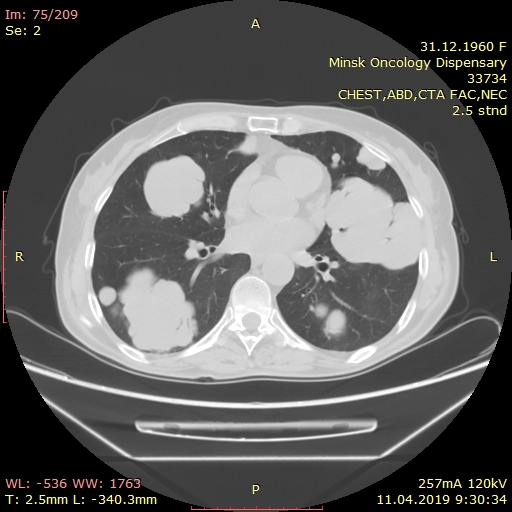 Im: 75/209
Se: 2
A
31.12.1960 F
Minsk Oncology Dispensary
33734
CHEST,ABD,CTA FAC,NEC
2.5 stnd
R
L
WL: -536 WW: 1763
T: 2.5mm L: -340.3mm
P
257mA 120kV
11.04.2019 9:30:34